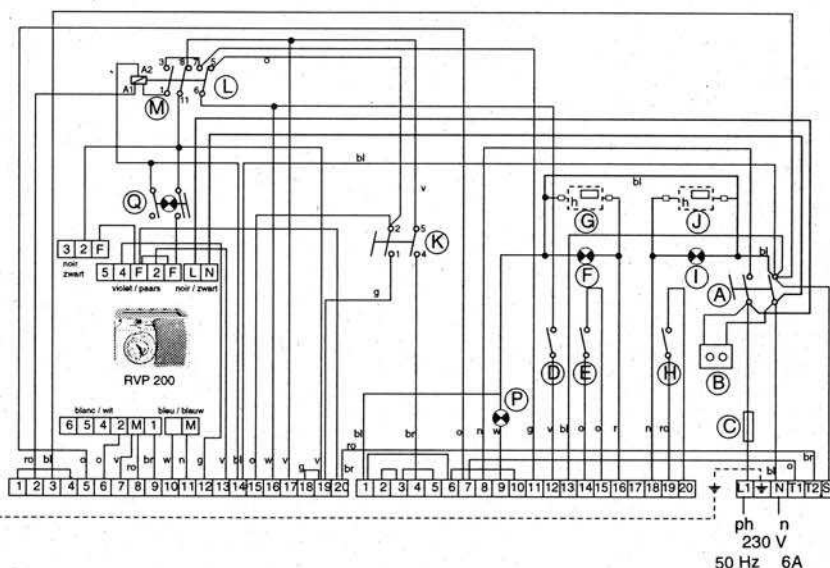 3 8 7 5
o
A2
A1
M
1
11
6
L
bl
v
bl
Q
G
h
J
h
2 5
K
1 4
F
I
bl
A
3 2 F
noir
zwart
5 4 F 2 F L N
violet / paars noir / zwart
g
B
RVP 200
D
E
H
P
C
blanc / wit bleu / blauw
6 5 4 2 M 1 M
ro bl o o v ro br w n g v bl o w v g v br
bl br ro o n w g v bl o o r n ro bl o br
1 2 3 4 5 6 7 8 9 10 11 12 13 14 15 16 17 18 19 20
1 2 3 4 5 6 7 8 9 10 11 12 13 14 15 16 17 18 19 20
L1 N T1 T2 S
ph n
230 V
50 Hz 6A